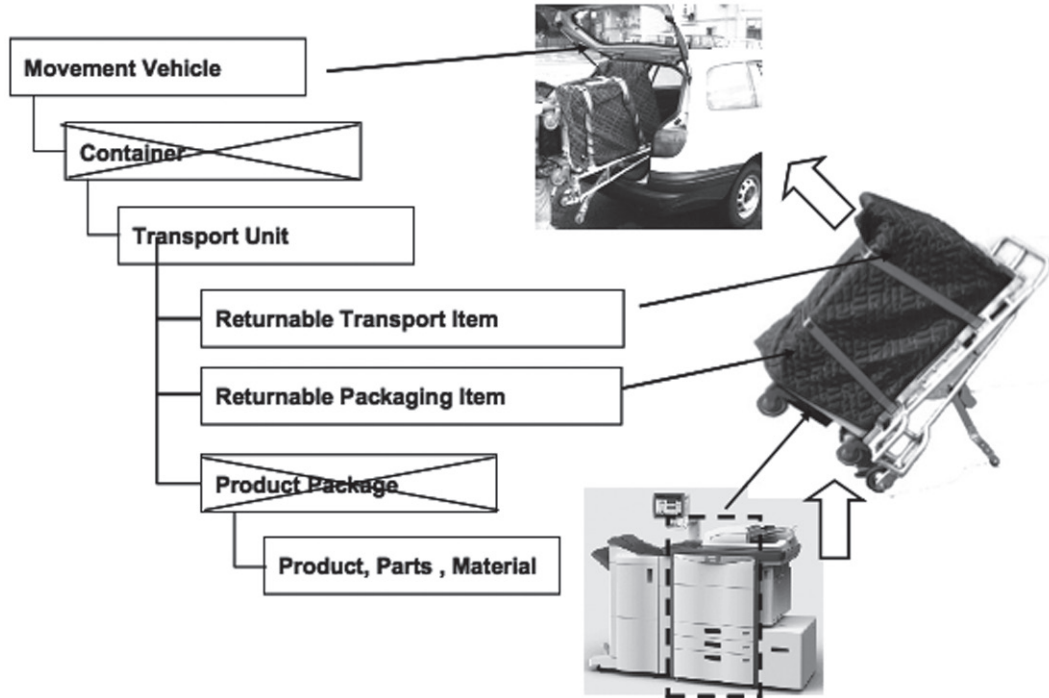 Movement Vehicle
Container
Transport Unit
Returnable Transport Item
Returnable Packaging Item
Product Package
Product, Parts , Material